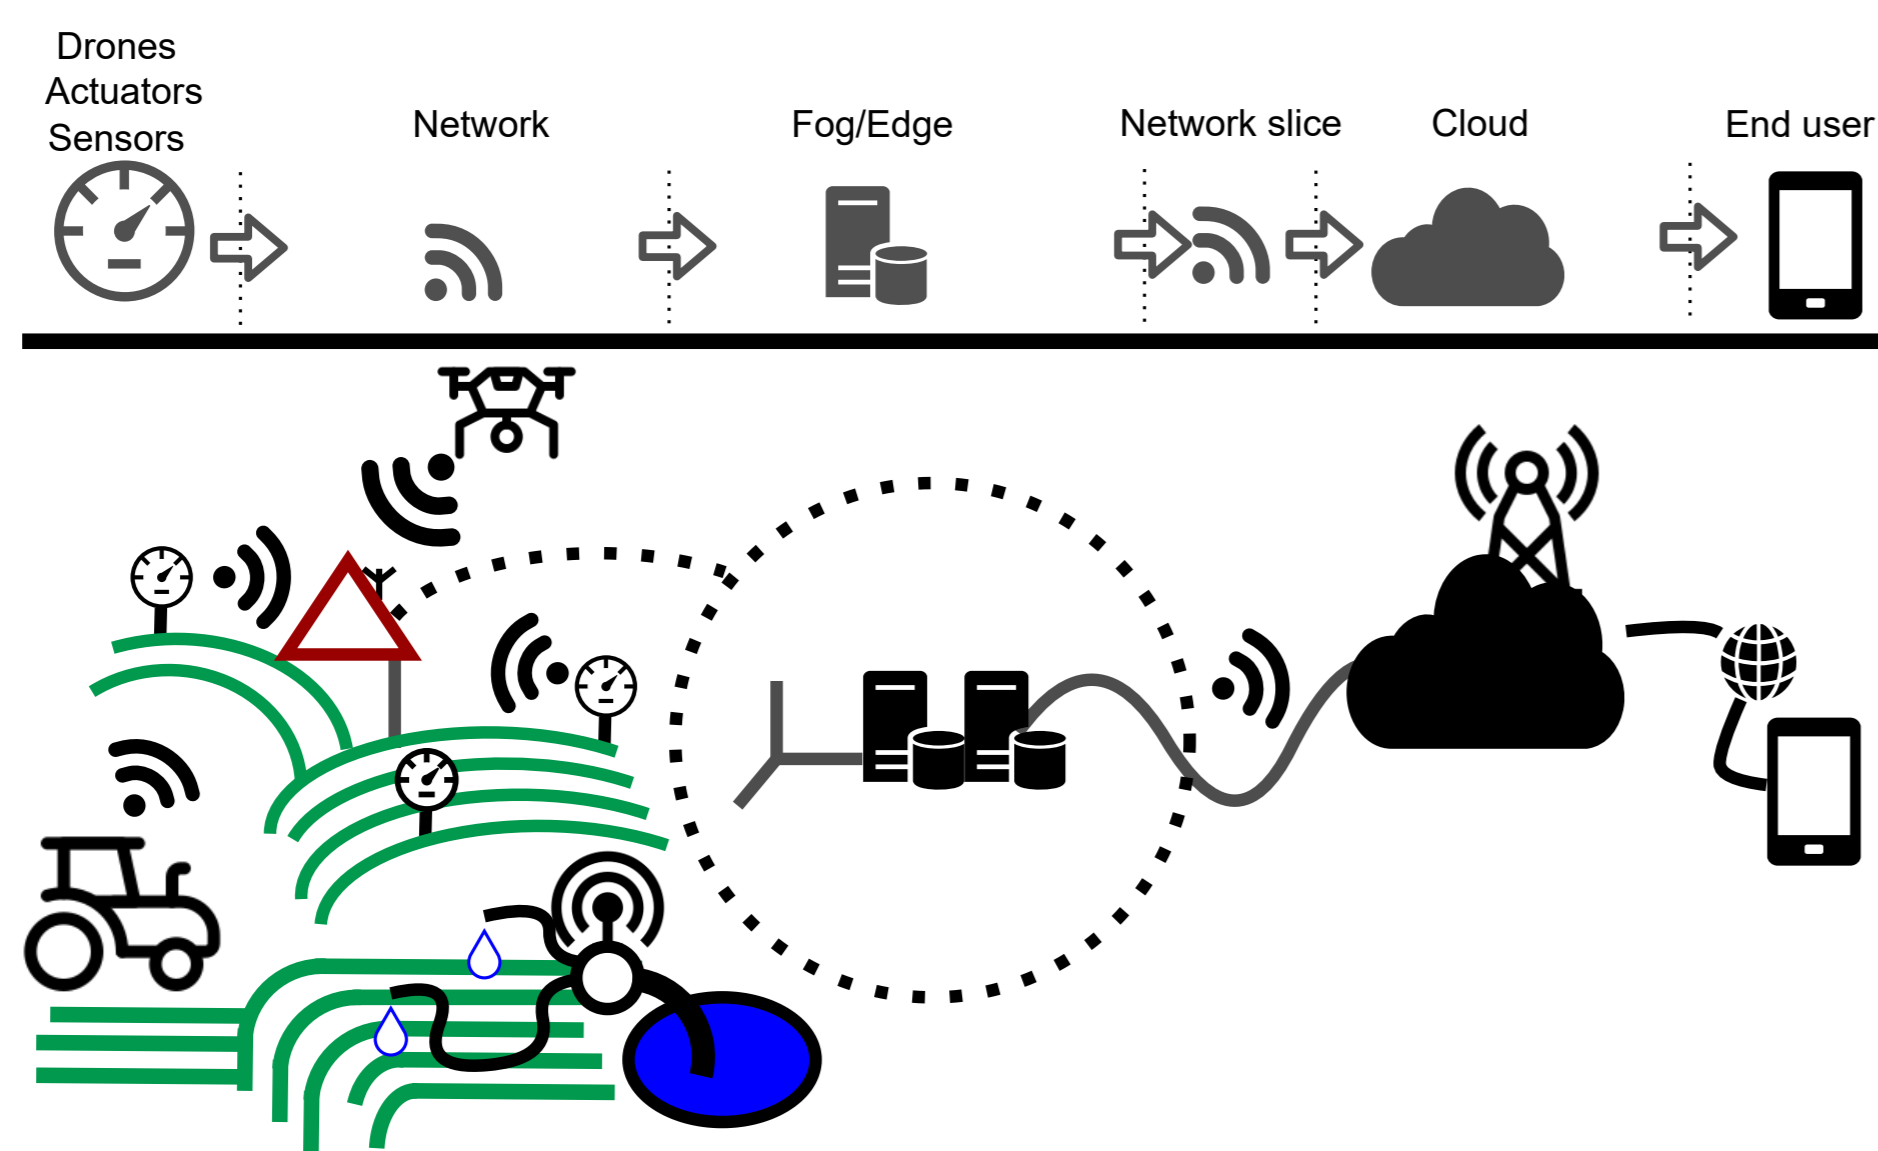 Drones
Actuators
Sensors
Network
Fog/Edge
Network slice
Cloud
End user